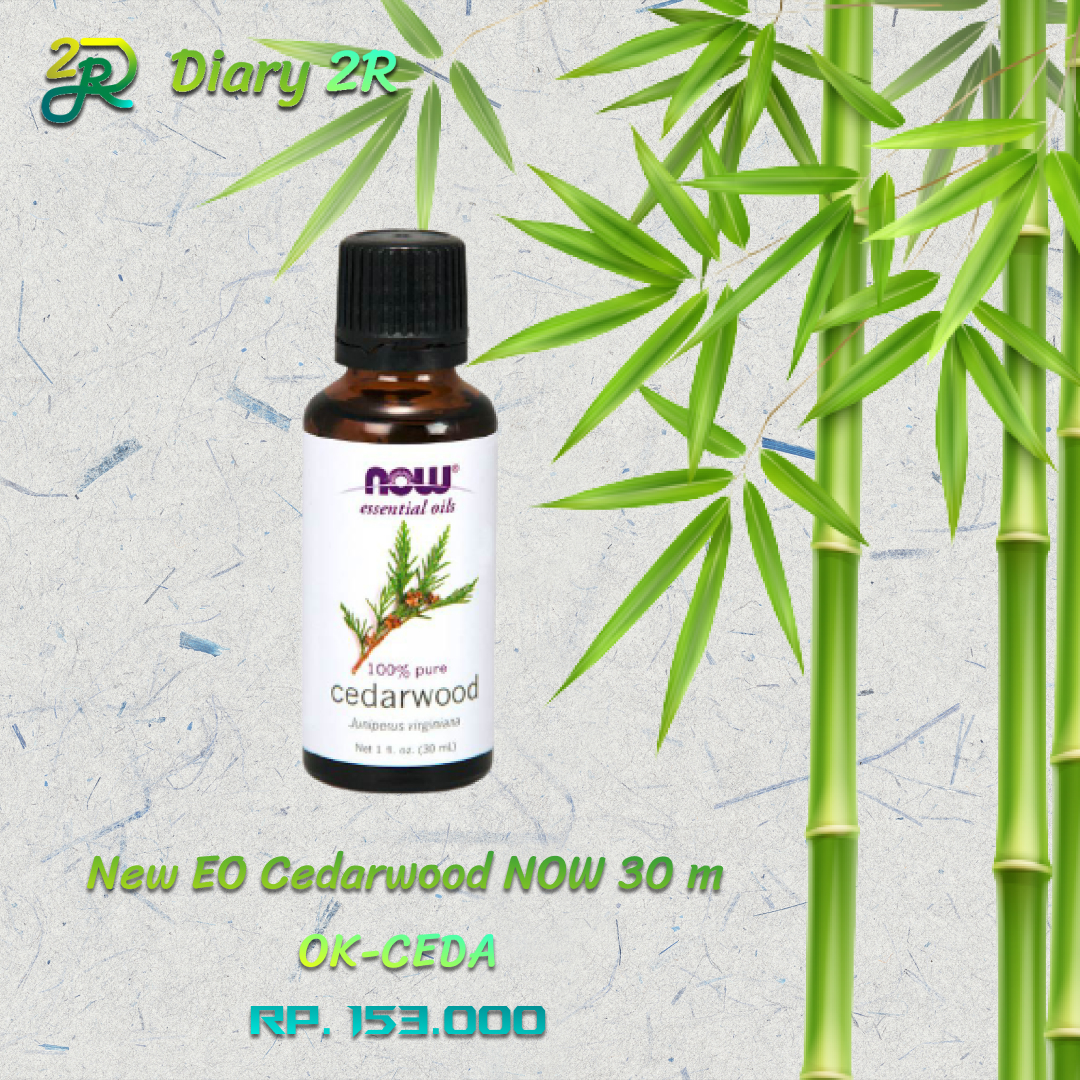 2R Diary 2R
NOW®
essential oils
100% pure
cedarwood
Juniperus virginiana
Net 1 fl. oz. (30 mL)
New EO Cedarwood NOW 30 m
OK-CEDA
RP. 153.000